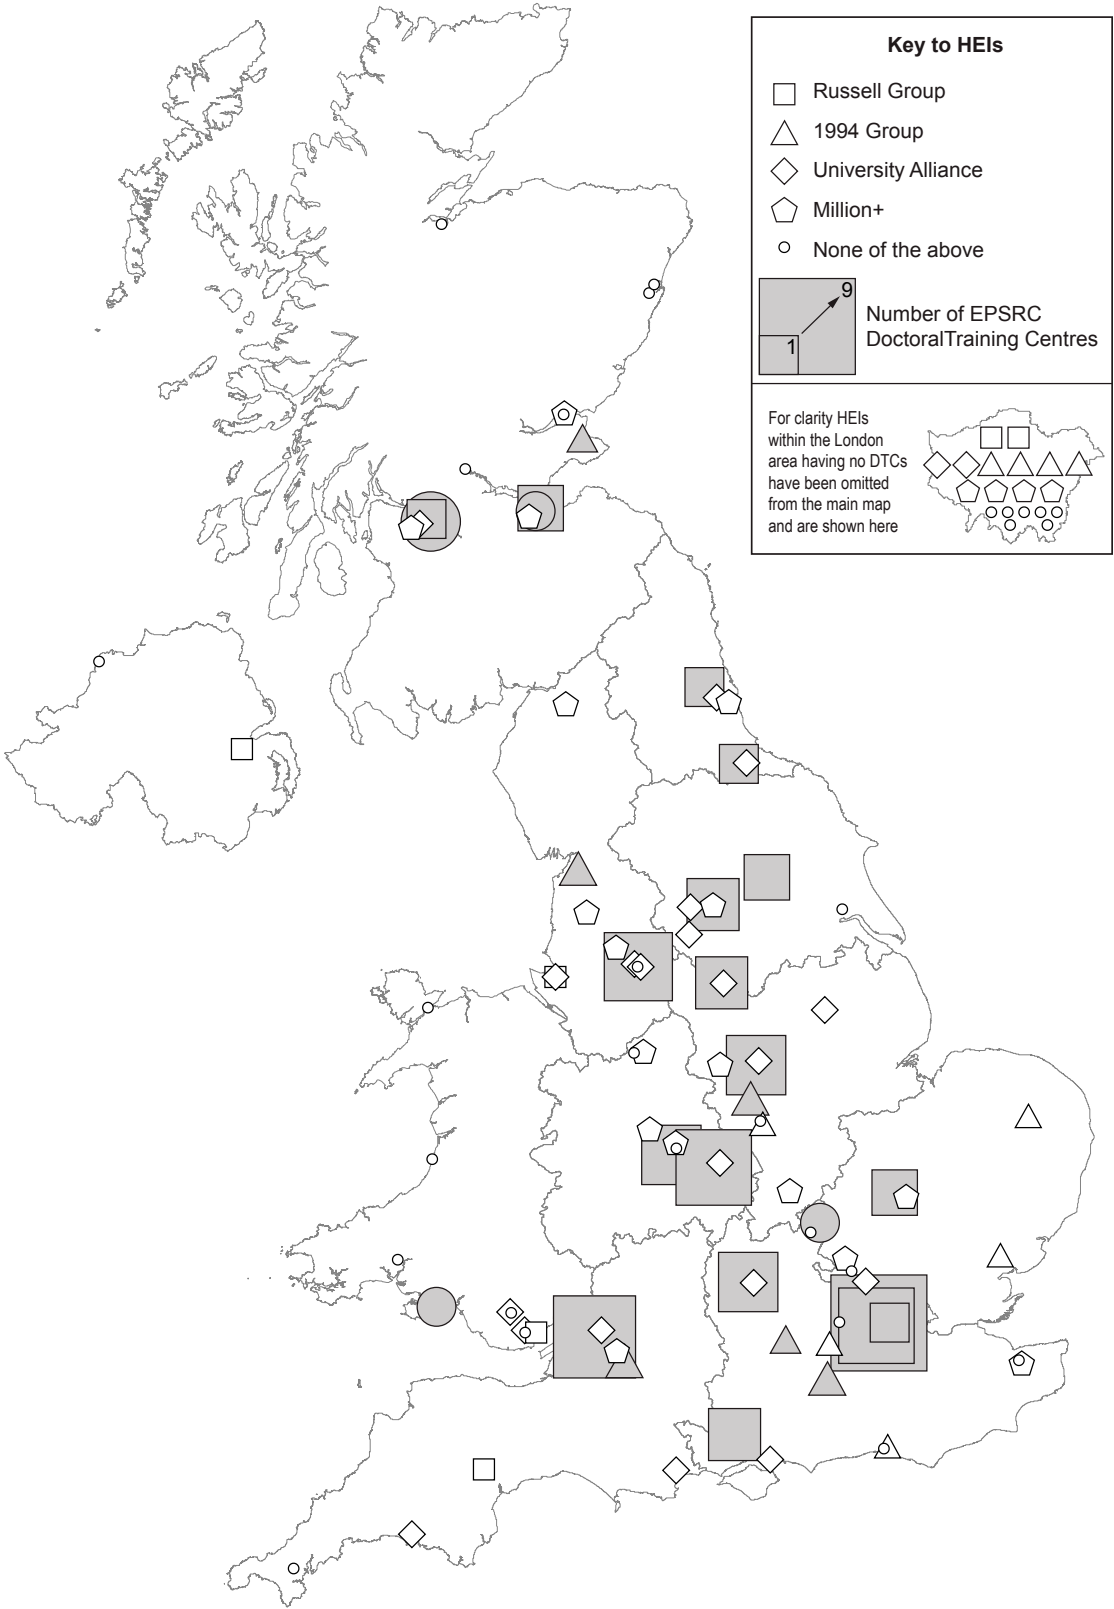 Key to HEIs
Russell Group
1994 Group
University Alliance
Million+
None of the above
9
1
Number of EPSRC
DoctoralTraining Centres
For clarity HEIs
within the London
area having no DTCs
have been omitted
from the main map
and are shown here